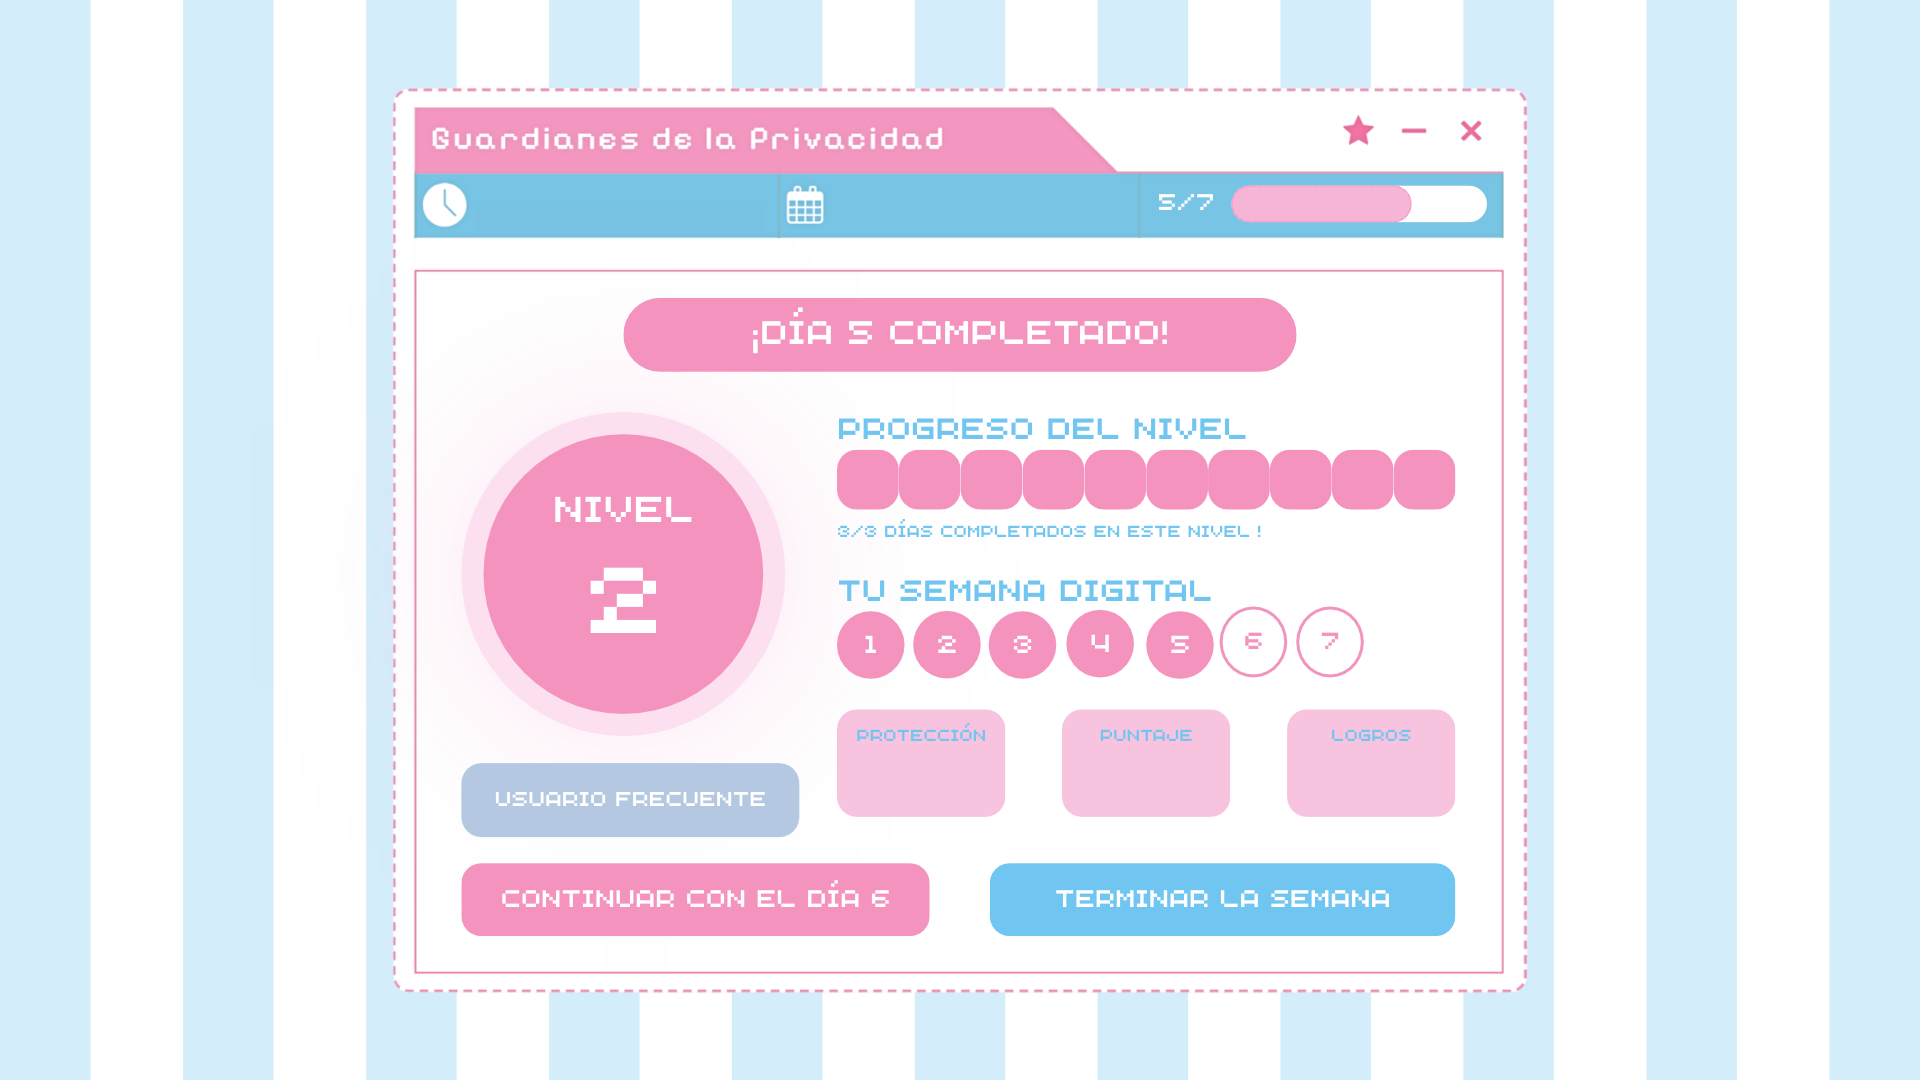 Guardianes de la Privacidad
5/7
¡DÍA 5 COMPLETADO!
NIVEL
2
USUARIO FRECUENTE
PROGRESO DEL NIVEL
3/3 DÍAS COMPLETADOS EN ESTE NIVEL !
TU SEMANA DIGITAL
1 2 3 4 5 6 7
PROTECCIÓN PUNTAJE LOGROS
CONTINUAR CON EL DÍA 6
TERMINAR LA SEMANA